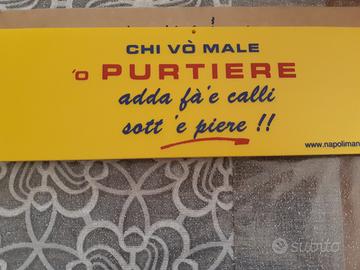 CHI VÒ MALE
'o PURTIERE
adda fà 'e calli
sott 'e piere !!
www.napoliman
subito